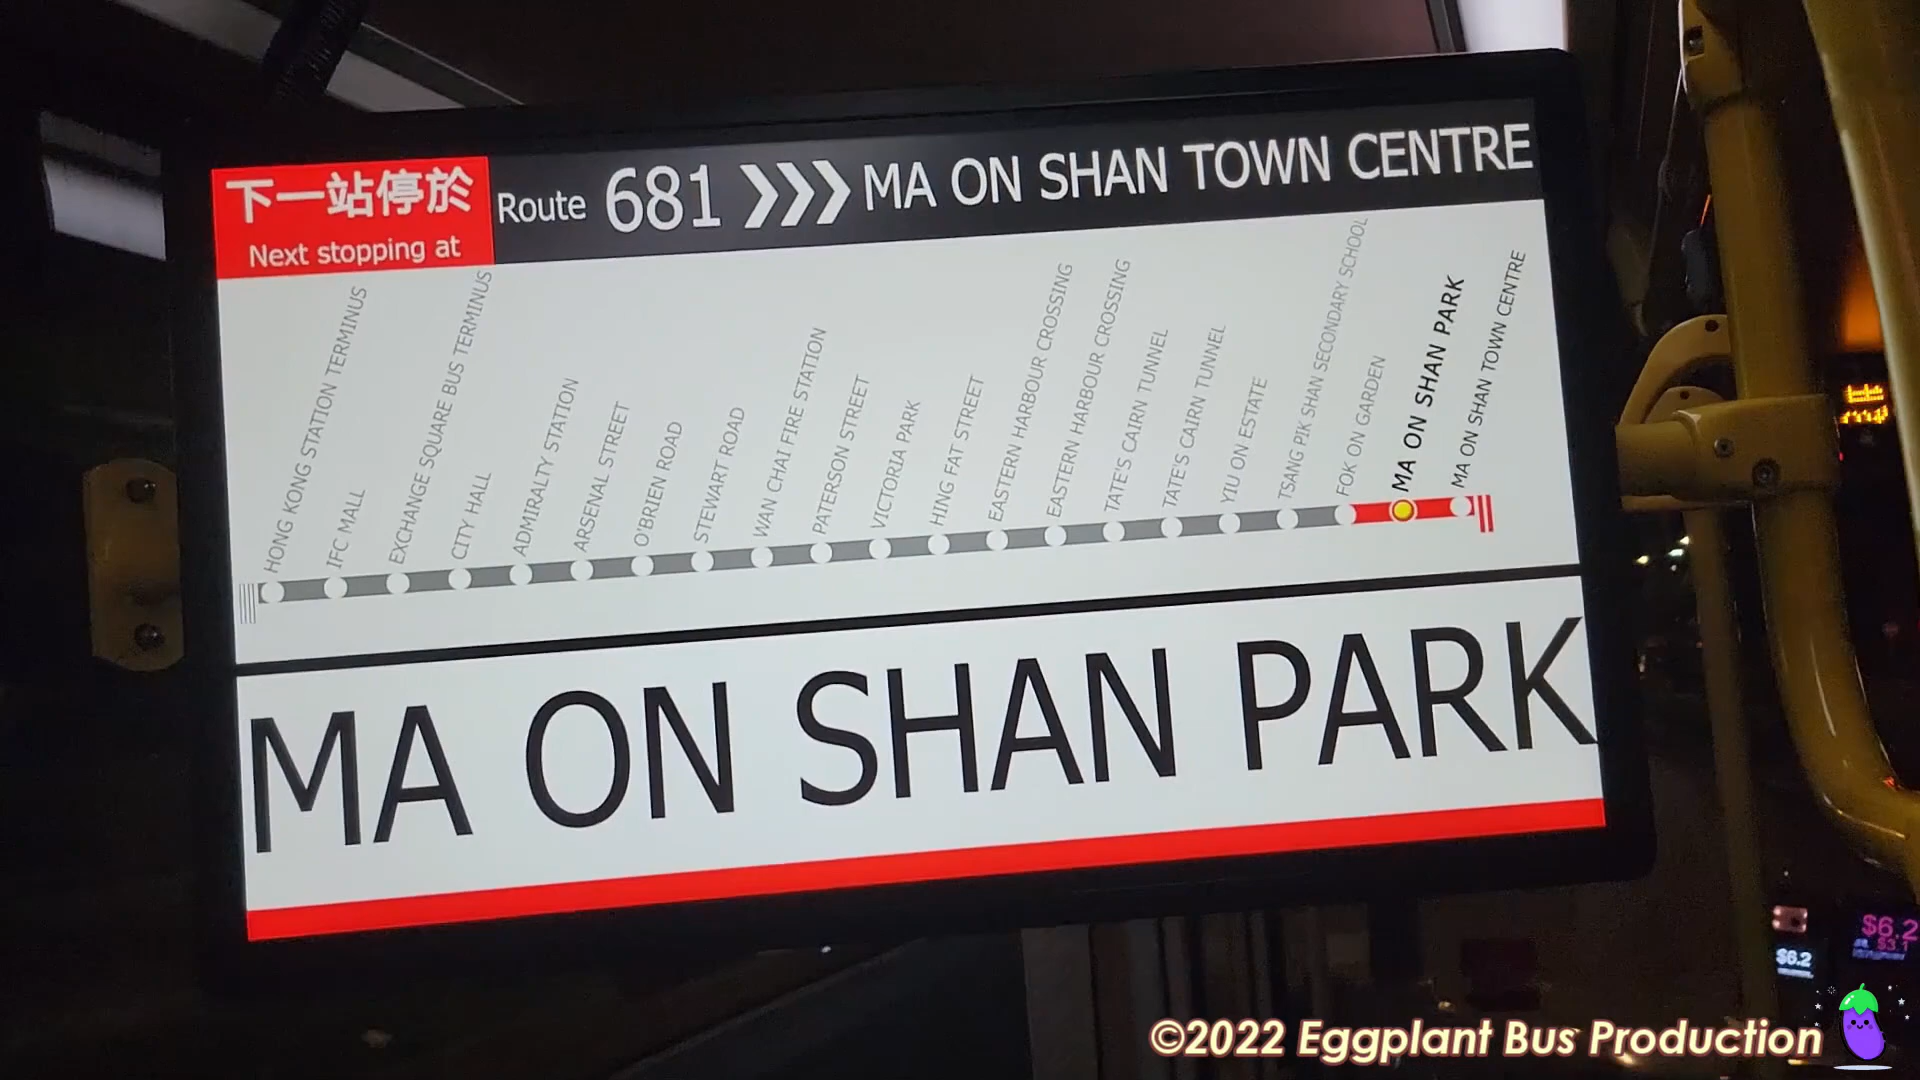 下一站停於
Next stopping at
Route 681 ❯❯❯ MA ON SHAN TOWN CENTRE
HONG KONG STATION TERMINUS
IFC MALL
EXCHANGE SQUARE BUS TERMINUS
CITY HALL
ADMIRALTY STATION
ARSENAL STREET
O'BRIEN ROAD
STEWART ROAD
WAN CHAI FIRE STATION
PATERSON STREET
VICTORIA PARK
HING FAT STREET
EASTERN HARBOUR CROSSING
EASTERN HARBOUR CROSSING
TATE'S CAIRN TUNNEL
TATE'S CAIRN TUNNEL
YIU ON ESTATE
TSANG PIK SHAN SECONDARY SCHOOL
FOK ON GARDEN
MA ON SHAN PARK
MA ON SHAN TOWN CENTRE
MA ON SHAN PARK
$6.2
$3.1
$6.2
©2022 Eggplant Bus Production